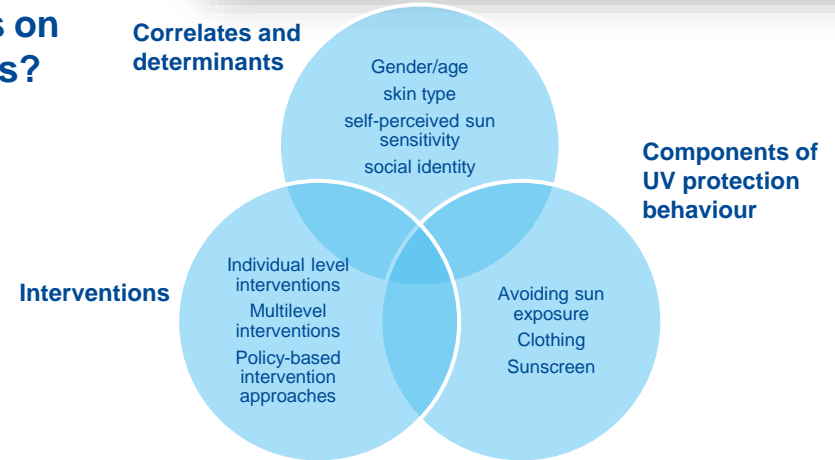 s on
s?
Correlates and
determinants
Gender/age
skin type
self-perceived sun
sensitivity
social identity
Components of
UV protection
behaviour
Interventions
Individual level
interventions
Multilevel
interventions
Policy-based
intervention
approaches
Avoiding sun
exposure
Clothing
Sunscreen